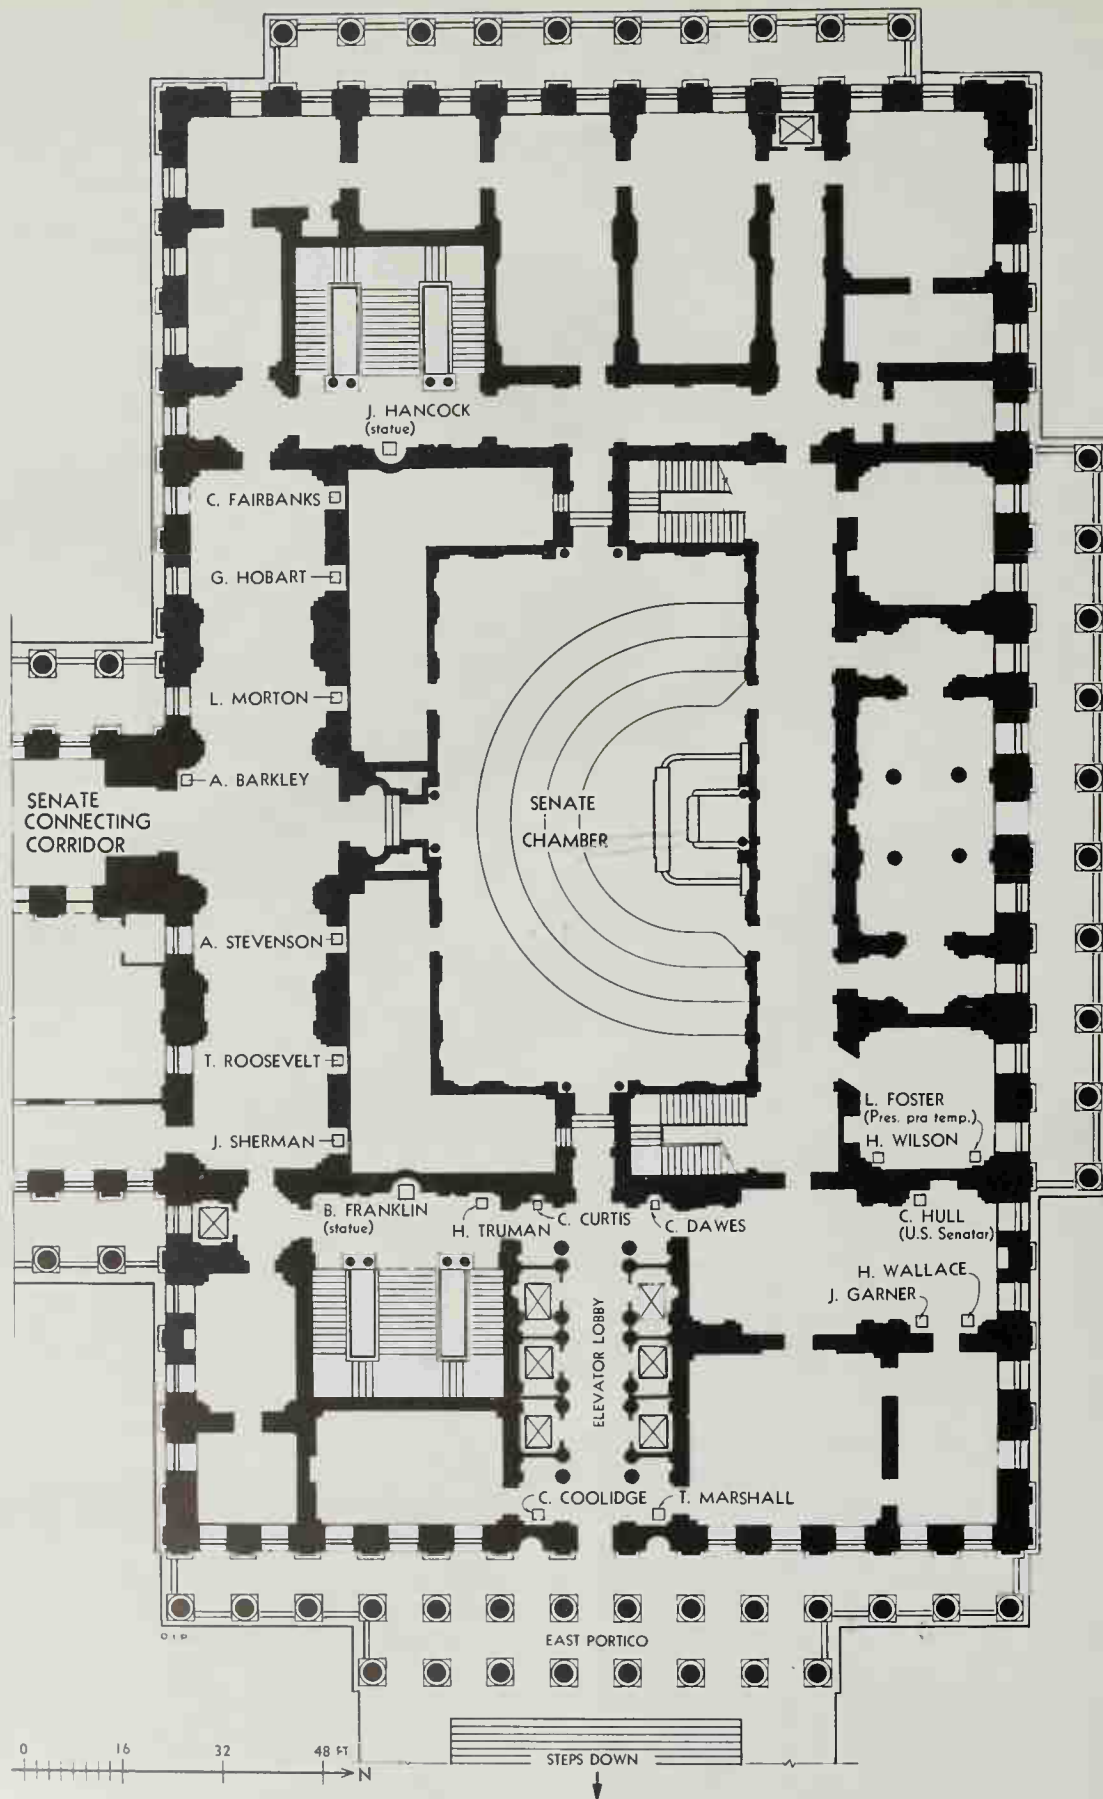 J. HANCOCK
(statue)
C. FAIRBANKS
G. HOBART
L. MORTON
A. BARKLEY
SENATE
CONNECTING
CORRIDOR
SENATE
CHAMBER
A. STEVENSON
T. ROOSEVELT
J. SHERMAN
L. FOSTER
(Pres. pra temp.)
H. WILSON
B. FRANKLIN
(statue)
H. TRUMAN
C. CURTIS
C. DAWES
C. HULL
(U.S. Senatar)
H. WALLACE
J. GARNER
ELEVATOR LOBBY
C. COOLIDGE
T. MARSHALL
EAST PORTICO
0 16 32 48 FT
N
STEPS DOWN